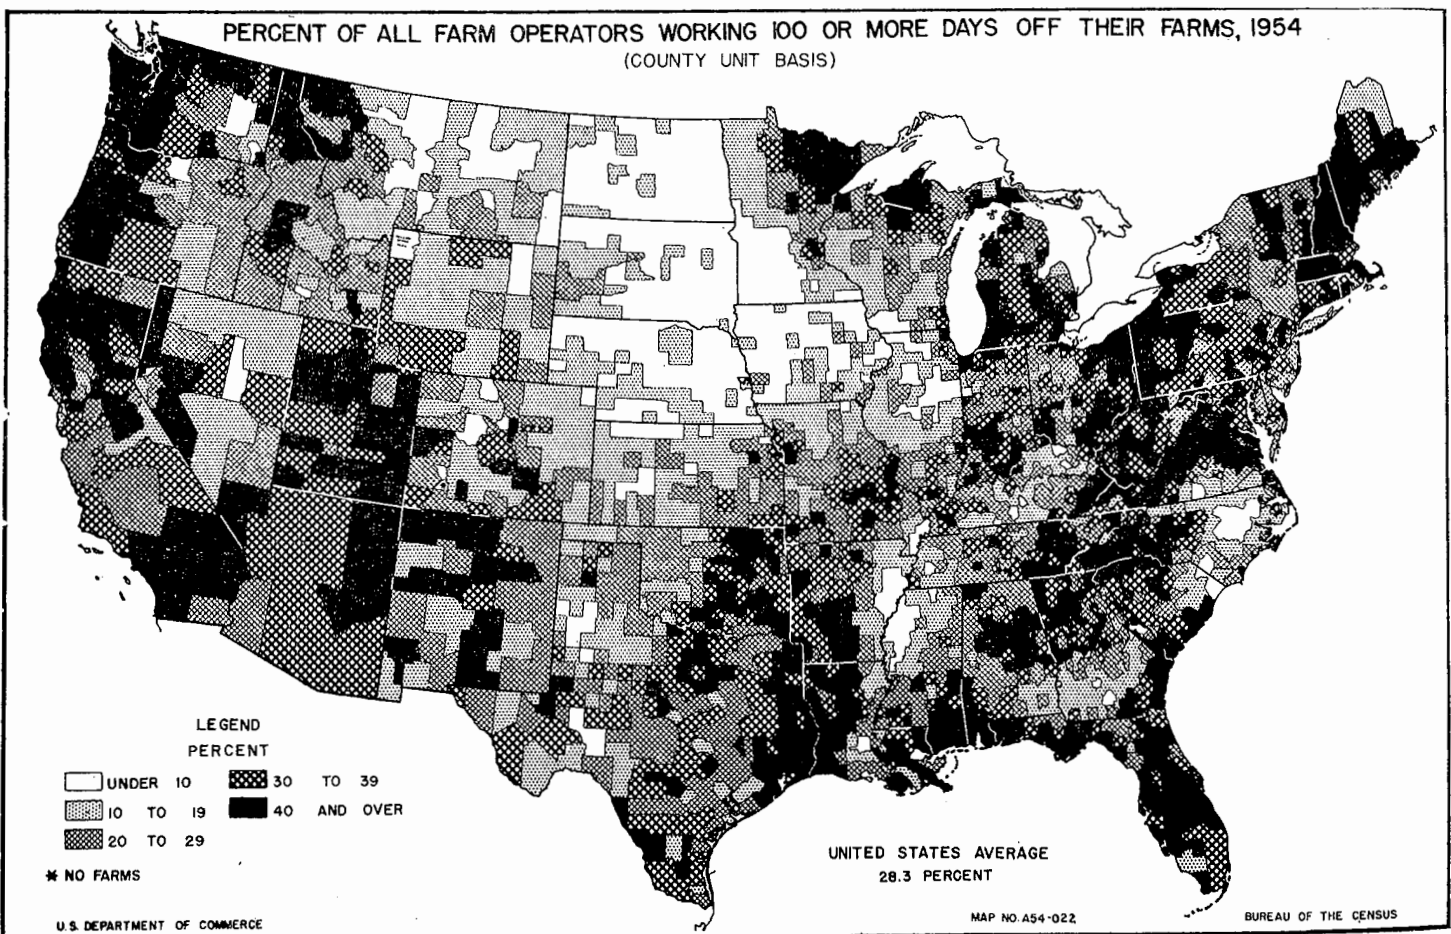 PERCENT OF ALL FARM OPERATORS WORKING 100 OR MORE DAYS OFF THEIR FARMS, 1954
(COUNTY UNIT BASIS)
LEGEND
PERCENT
UNDER 10
10 TO 19
20 TO 29
30 TO 39
40 AND OVER
* NO FARMS
UNITED STATES AVERAGE
28.3 PERCENT
U.S. DEPARTMENT OF COMMERCE
MAP NO. A54-022
BUREAU OF THE CENSUS